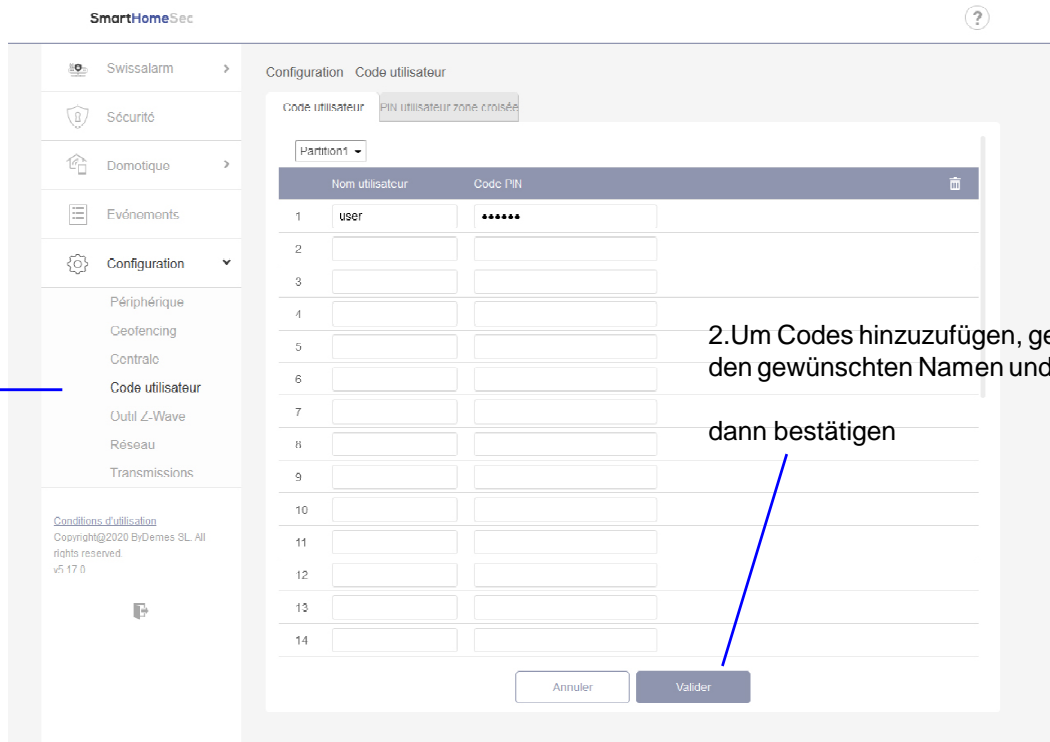 SmartHomeSec
?
Swissalarm
Sécurité
Domotique
Evénements
Configuration
Périphérique
Geofencing
Centrale
Code utilisateur
Outil Z-Wave
Réseau
Transmissions
Conditions d'utilisation
Copyright@2020 ByDemes SL. All
rights reserved.
v5.17.0
Configuration Code utilisateur
Code utilisateur PIN utilisateur zone croisée
Partition1
Nom utilisateur Code PIN
1 user ••••••
2
3
4
5
6
7
8
9
10
11
12
13
14
2.Um Codes hinzuzufügen, ge
den gewünschten Namen und
dann bestätigen
Annuler Valider